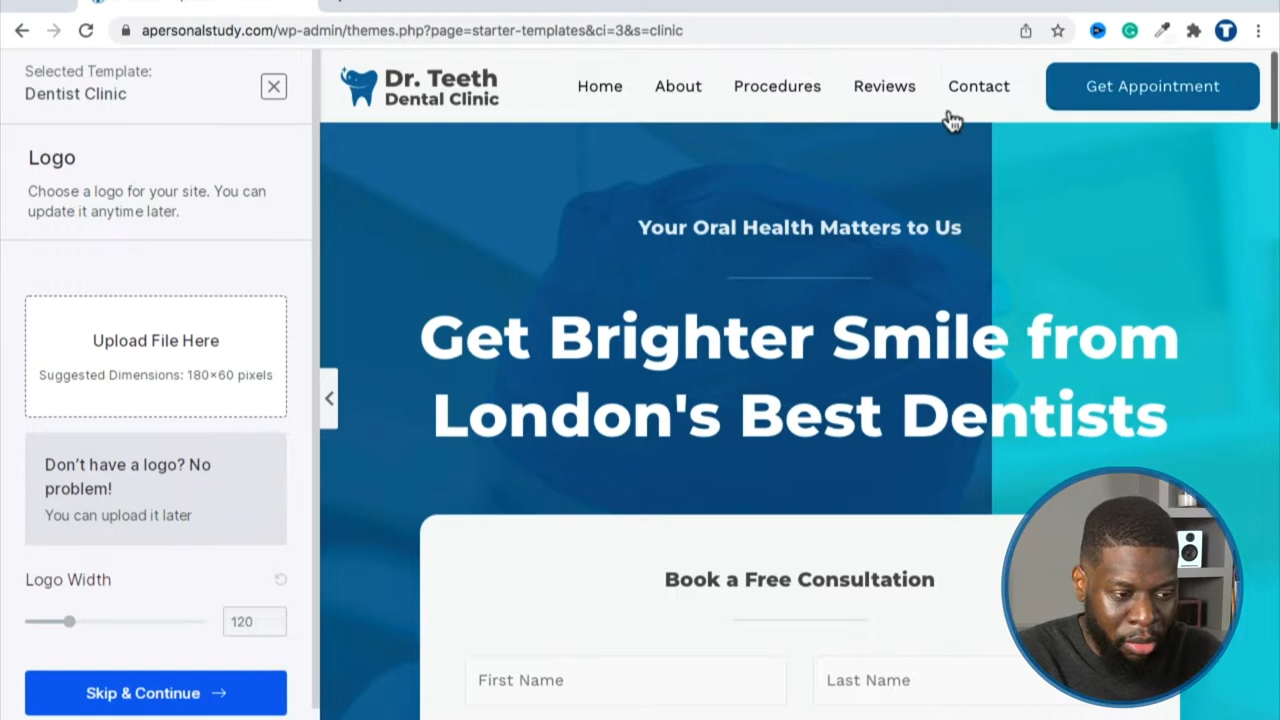 apersonalstudy.com/wp-admin/themes.php?page=starter-templates&ci=3&s=clinic
T
Selected Template:
Dentist Clinic
Dr. Teeth
Dental Clinic
Home
About
Procedures
Reviews
Contact
Get Appointment
Logo
Choose a logo for your site. You can
update it anytime later.
Upload File Here
Suggested Dimensions: 180×60 pixels
Don't have a logo? No
problem!
You can upload it later
Logo Width
120
Skip & Continue
Your Oral Health Matters to Us
Get Brighter Smile from
London's Best Dentists
Book a Free Consultation
First Name
Last Name